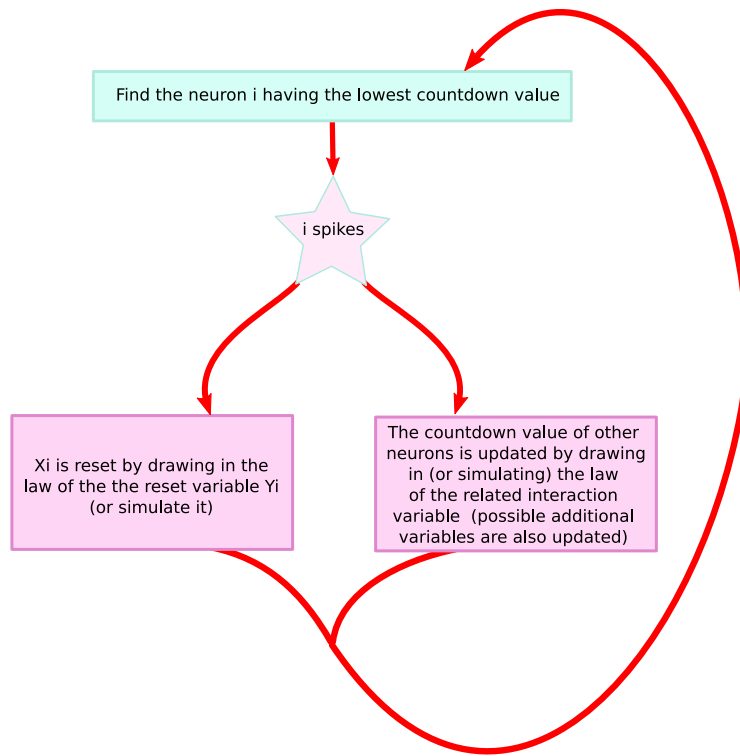 Find the neuron i having the lowest countdown value
i spikes
Xi is reset by drawing in the
law of the the reset variable Yi
(or simulate it)
The countdown value of other
neurons is updated by drawing
in (or simulating) the law
of the related interaction
variable  (possible additional
variables are also updated)